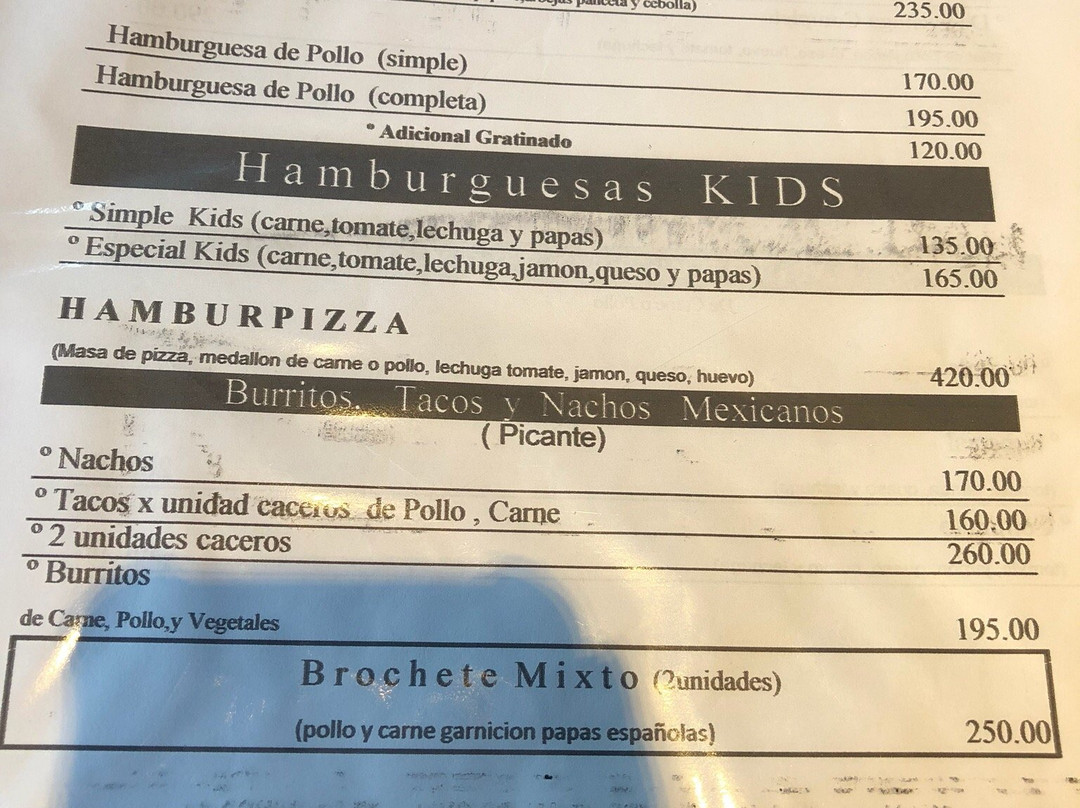 panceta y cebolla) 235.00
Hamburguesa de Pollo (simple) 170.00
Hamburguesa de Pollo (completa) 195.00
° Adicional Gratinado 120.00
Hamburguesas KIDS
° Simple Kids (carne,tomate,lechuga y papas) 135.00
° Especial Kids (carne,tomate,lechuga,jamon,queso y papas) 165.00
HAMBURPIZZA
(Masa de pizza, medallon de carne o pollo, lechuga tomate, jamon, queso, huevo) 420.00
Burritos, Tacos y Nachos Mexicanos
( Picante)
° Nachos 170.00
° Tacos x unidad caceros de Pollo , Carne 160.00
° 2 unidades caceros 260.00
° Burritos
de Carne, Pollo,y Vegetales 195.00
Brochete Mixto (2unidades)
(pollo y carne garnicion papas españolas) 250.00